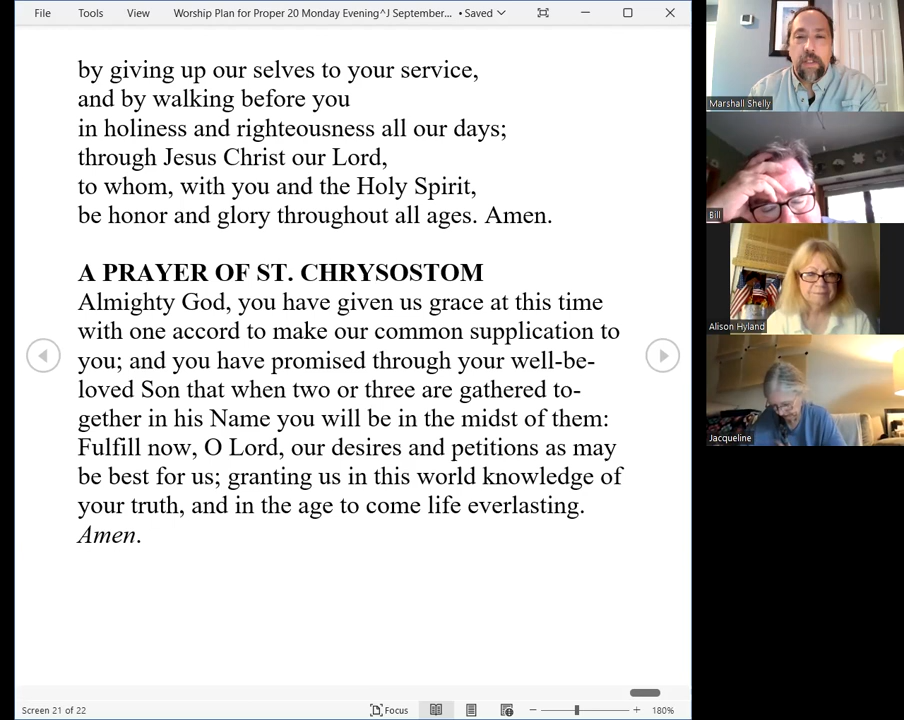 File Tools View Worship Plan for Proper 20 Monday Evening^J September... • Saved
by giving up our selves to your service,
and by walking before you
in holiness and righteousness all our days;
through Jesus Christ our Lord,
to whom, with you and the Holy Spirit,
be honor and glory throughout all ages. Amen.
A PRAYER OF ST. CHRYSOSTOM
Almighty God, you have given us grace at this time
with one accord to make our common supplication to
you; and you have promised through your well-be-
loved Son that when two or three are gathered to-
gether in his Name you will be in the midst of them:
Fulfill now, O Lord, our desires and petitions as may
be best for us; granting us in this world knowledge of
your truth, and in the age to come life everlasting.
Amen.
Screen 21 of 22 Focus 180%
Marshall Shelly
Bill
Alison Hyland
Jacqueline